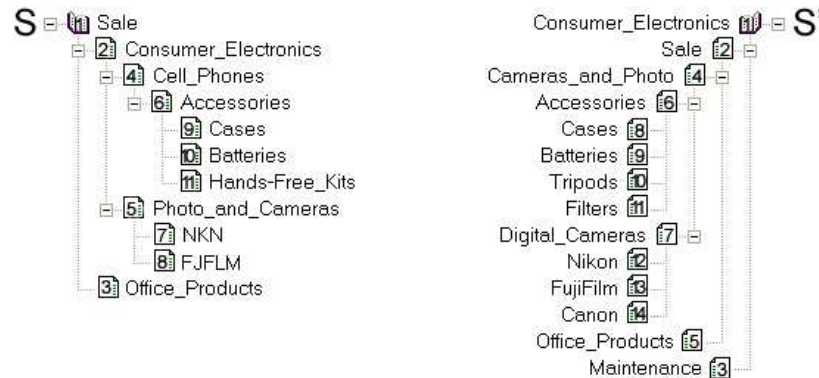 S 1 Sale Consumer_Electronics 1 S'
2 Consumer_Electronics Sale 2
4 Cell_Phones Cameras_and_Photo 4
6 Accessories Accessories 6
9 Cases Cases 8
10 Batteries Batteries 9
11 Hands-Free_Kits Tripods 10
5 Photo_and_Cameras Filters 11
7 NKN Digital_Cameras 7
8 FJFLM Nikon 12
3 Office_Products FujiFilm 13
Canon 14
Office_Products 5
Maintenance 3